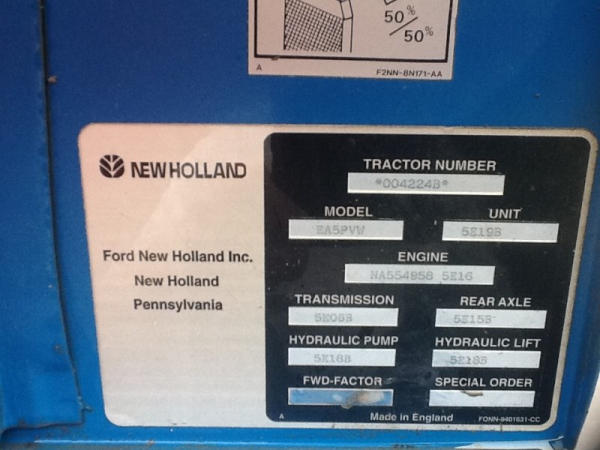 50%
50%
A
F2NN-8N171-AA
NEW HOLLAND
Ford New Holland Inc.
New Holland
Pennsylvania
TRACTOR NUMBER
*004224B*
MODEL UNIT
EA5PVW 5E19B
ENGINE
NA554958 5E16
TRANSMISSION REAR AXLE
5E06B 5E15B
HYDRAULIC PUMP HYDRAULIC LIFT
5E18B 5E18B
FWD-FACTOR SPECIAL ORDER
A Made in England FONN-9401631-CC